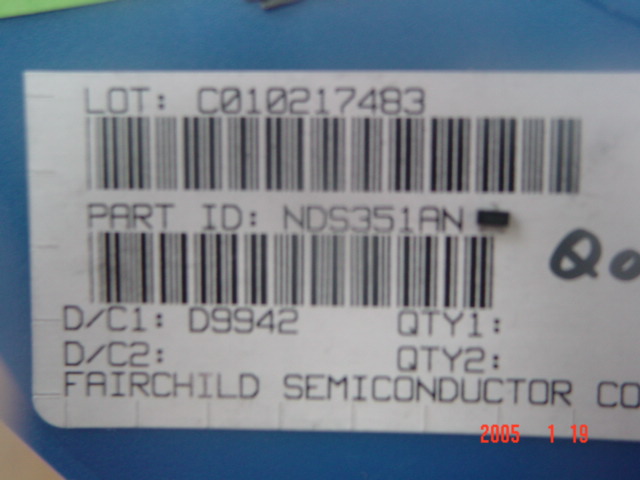 LOT: C010217483
PART ID: NDS351AN
D/C1: D9942 QTY1:
D/C2: QTY2:
FAIRCHILD SEMICONDUCTOR CO
2005 1 19